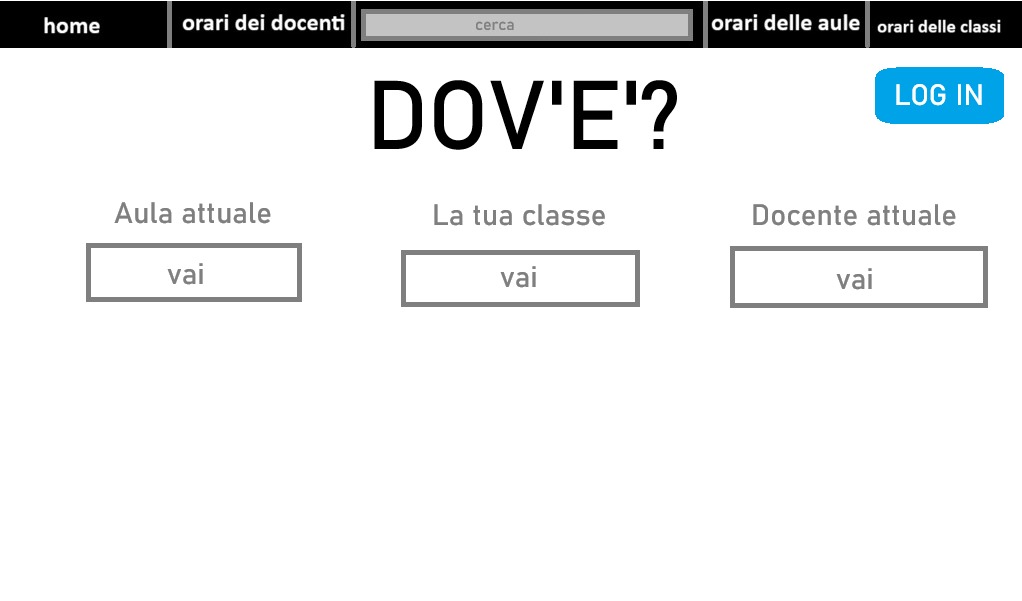 home orari dei docenti cerca orari delle aule orari delle classi
DOV'E'?
LOG IN
Aula attuale La tua classe Docente attuale
vai vai vai